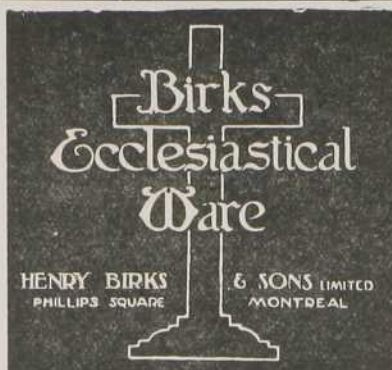 Birks
Ecclesiastical
Ware
HENRY BIRKS & SONS LIMITED
PHILLIPS SQUARE MONTREAL